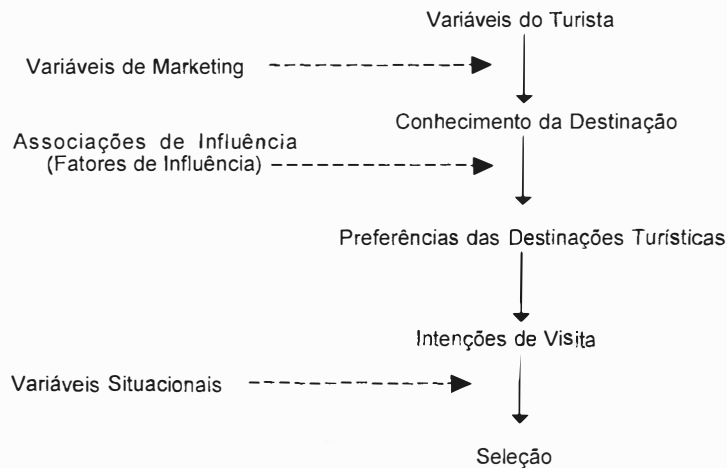 Variáveis do Turista
Variáveis de Marketing
Conhecimento da Destinação
Associações de Influência
(Fatores de Influência)
Preferências das Destinações Turísticas
Intenções de Visita
Variáveis Situacionais
Seleção